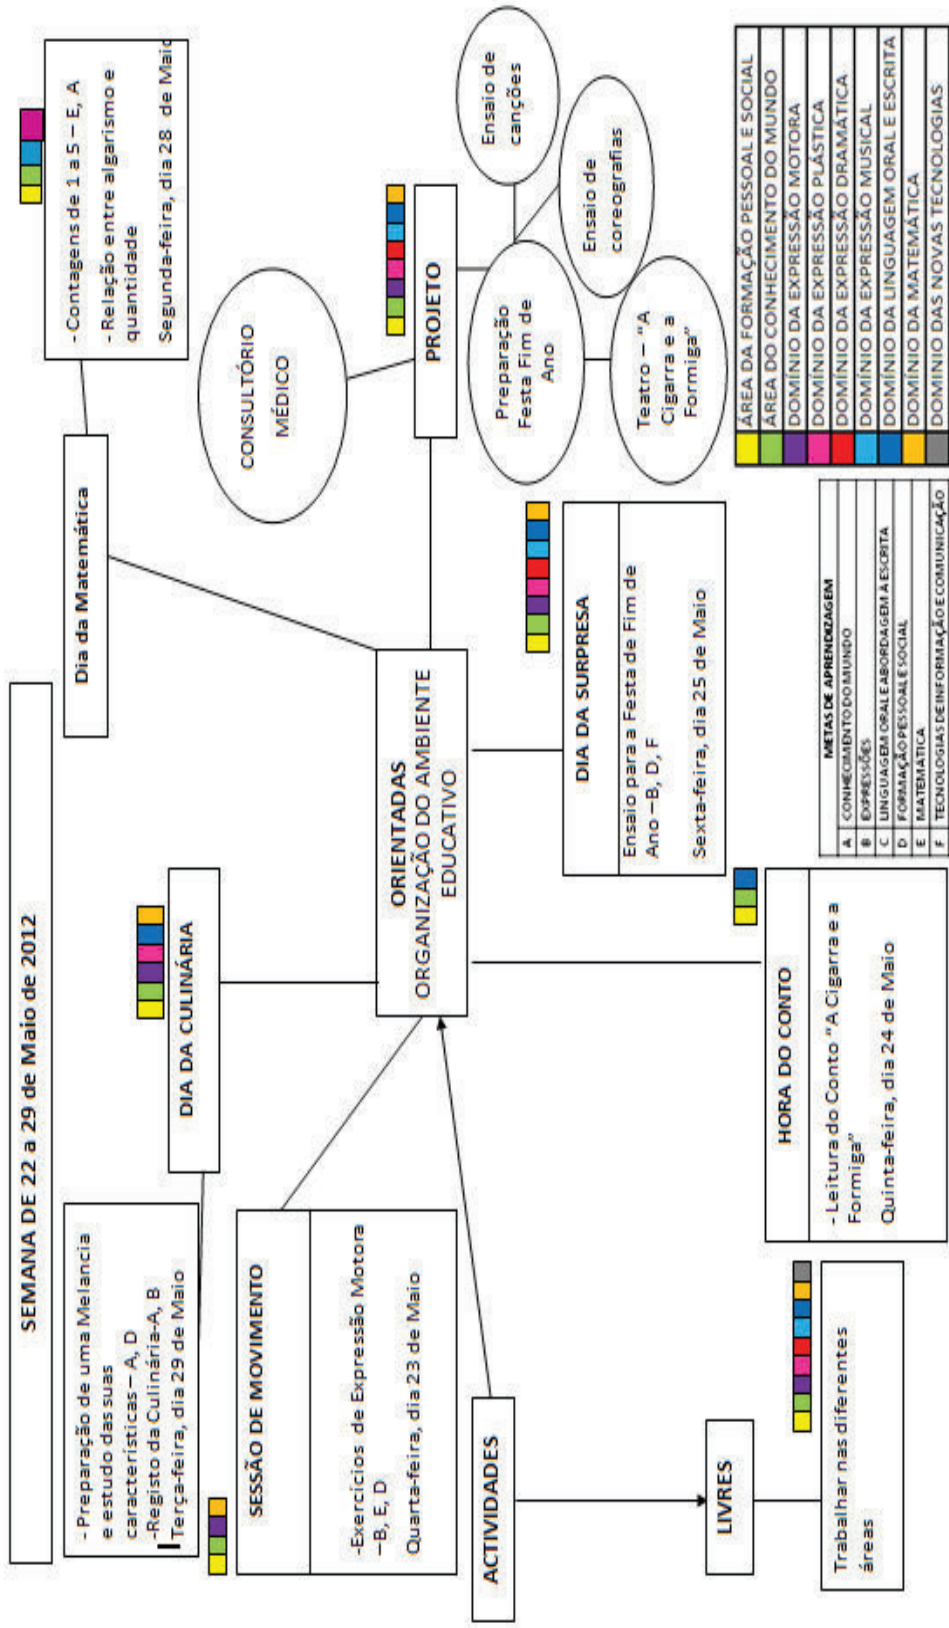 SEMANA DE 22 a 29 de Maio de 2012
- Preparação de uma Melancia
e estudo das suas
características – A, D
-Registo da Culinária-A, B
Terça-feira, dia 29 de Maio
DIA DA CULINÁRIA
Dia da Matemática
- Contagens de 1 a 5 – E, A
- Relação entre algarismo e
quantidade
Segunda-feira, dia 28 de Maio
SESSÃO DE MOVIMENTO
-Exercícios de Expressão Motora
–B, E, D
Quarta-feira, dia 23 de Maio
ORIENTADAS
ORGANIZAÇÃO DO AMBIENTE
EDUCATIVO
CONSULTÓRIO
MÉDICO
PROJETO
Preparação
Festa Fim de
Ano
Ensaio de
canções
Ensaio de
coreografias
Teatro – “A
Cigarra e a
Formiga”
ACTIVIDADES
LIVRES
Trabalhar nas diferentes
áreas
HORA DO CONTO
- Leitura do Conto “A Cigarra e a
Formiga”
Quinta-feira, dia 24 de Maio
DIA DA SURPRESA
Ensaio para a Festa de Fim de
Ano –B, D, F
Sexta-feira, dia 25 de Maio
METAS DE APRENDIZAGEM
A CONHECIMENTO DO MUNDO
B EXPRESSÕES
C LINGUAGEM ORAL E ABORDAGEM À ESCRITA
D FORMAÇÃO PESSOAL E SOCIAL
E MATEMÁTICA
F TECNOLOGIAS DE INFORMAÇÃO E COMUNICAÇÃO
ÁREA DA FORMAÇÃO PESSOAL E SOCIAL
ÁREA DO CONHECIMENTO DO MUNDO
DOMÍNIO DA EXPRESSÃO MOTORA
DOMÍNIO DA EXPRESSÃO PLÁSTICA
DOMÍNIO DA EXPRESSÃO DRAMÁTICA
DOMÍNIO DA EXPRESSÃO MUSICAL
DOMÍNIO DA LINGUAGEM ORAL E ESCRITA
DOMÍNIO DA MATEMÁTICA
DOMÍNIO DAS NOVAS TECNOLOGIAS